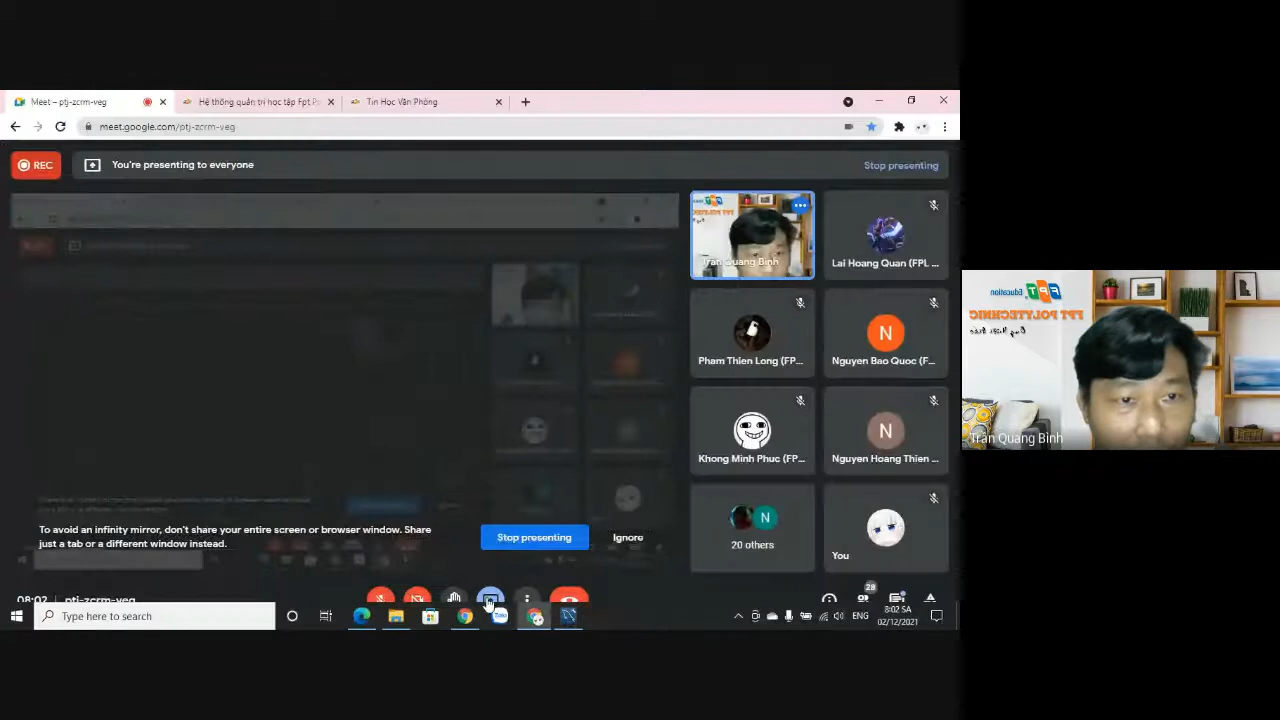 Meet – ptj-zcrm-veg
Hệ thống quản trị học tập Fpt P
Tin Học Văn Phòng
meet.google.com/ptj-zcrm-veg
REC
You're presenting to everyone
Stop presenting
Tran Quang Binh
Lai Hoang Quan (FPL ...
Pham Thien Long (FP...
Nguyen Bao Quoc (F...
Khong Minh Phuc (FP...
N
N
Nguyen Hoang Thien ...
N
20 others
You
To avoid an infinity mirror, don't share your entire screen or browser window. Share
just a tab or a different window instead.
Stop presenting
Ignore
08:02
ptj-zcrm-veg
28
Type here to search
Zalo
ENG
8:02 SA
02/12/2021
FPT Education
FPT POLYTECHNIC
Tran Quang Binh